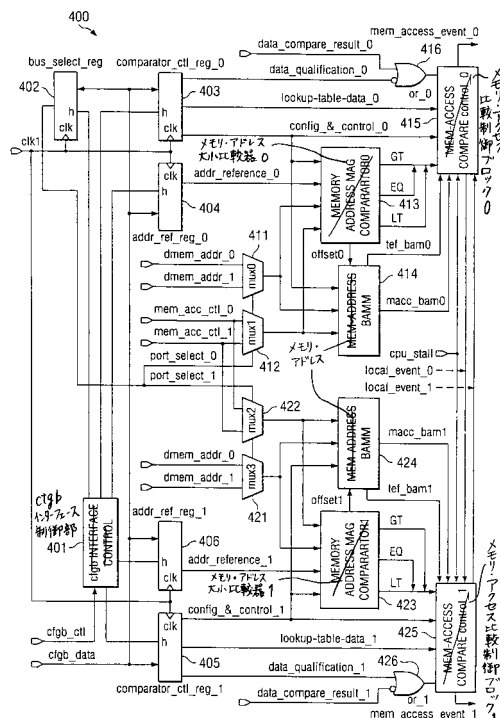 400
mem_access_event_0
data_compare_result_0
416
bus_select_reg
comparator_ctl_reg_0
data_qualification_0
402
403
or_0
h
h
lookup-table-data_0
415
MEM-ACCESS
COMPARE control_0
メモリ・アクセス
比較制御ブロック0
clk
clk
config_&_control_0
clk1
メモリ・アドレス
大小比較器0
clk
h
address_reference_0
MEMORY
ADDRESS MAG
COMPARARTOR0
GT
EQ
LT
413
404
addr_ref_reg_0
411
offset0
tef_bam0
dmem_addr_0
dmem_addr_1
mux0
414
MEM-ADDRESS
BAMM
macc_bam0
mem_acc_ctl_0
mem_acc_ctl_1
mux1
412
メモリ・
アドレス
port_select_0
port_select_1
cpu_stall
local_event_0
local_event_1
422
mux2
MEM-ADDRESS
BAMM
macc_bam1
424
dmem_addr_0
dmem_addr_1
mux3
tef_bam1
421
offset1
cfgb
インターフェース
制御部
401
cfgb INTERFACE
CONTROL
addr_ref_reg_1
406
h
clk
address_reference_1
メモリ・アドレス
大小比較器1
MEMORY
ADDRESS MAG
COMPARARTOR1
GT
EQ
LT
423
config_&_control_1
cfgb_ctl
cfgb_data
clk
h
405
lookup-table-data_1
425
MEM-ACCESS
COMPARE control_1
メモリ・アクセス比較制御
ブロック1
data_qualification_1
426
comparator_ctl_reg_1
data_compare_result_1
or_1
mem_access_event_1